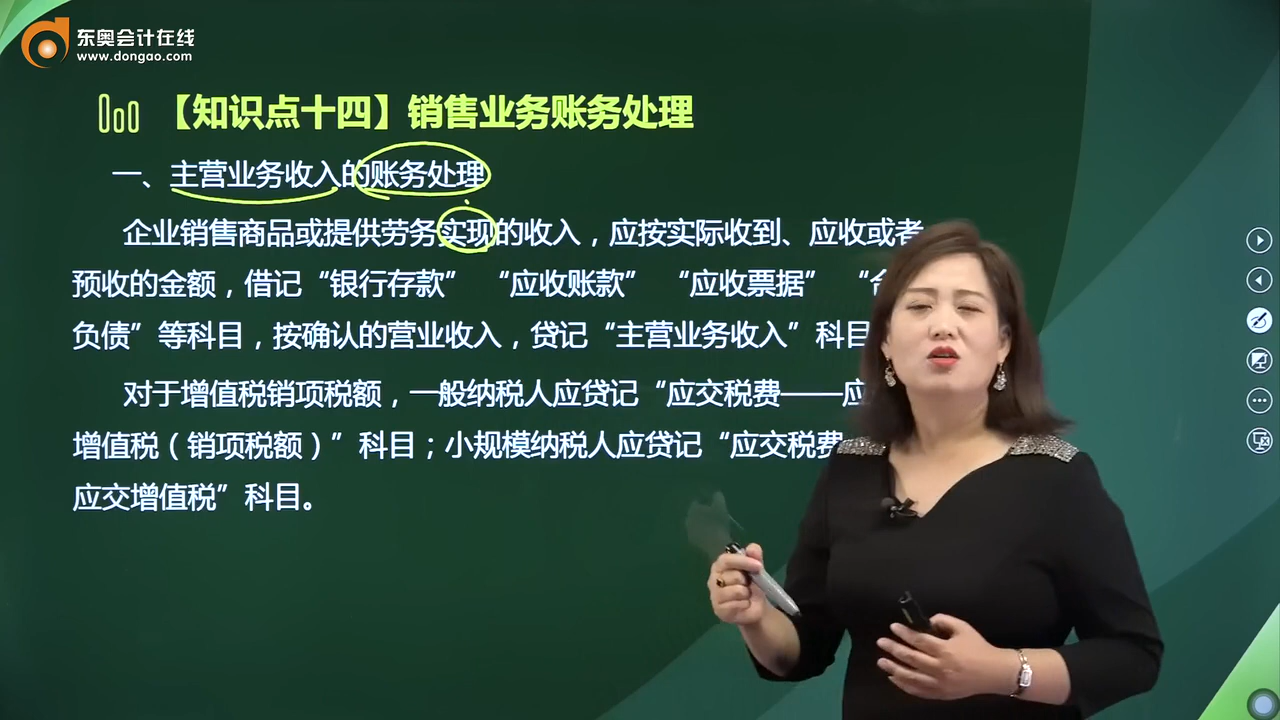 东奥会计在线
www.dongao.com
【知识点十四】销售业务账务处理
一、主营业务收入的账务处理
企业销售商品或提供劳务实现的收入，应按实际收到、应收或者
预收的金额，借记“银行存款” “应收账款” “应收票据” “
负债”等科目，按确认的营业收入，贷记“主营业务收入”科目
对于增值税销项税额，一般纳税人应贷记“应交税费——应
增值税（销项税额）”科目；小规模纳税人应贷记“应交税费
应交增值税”科目。